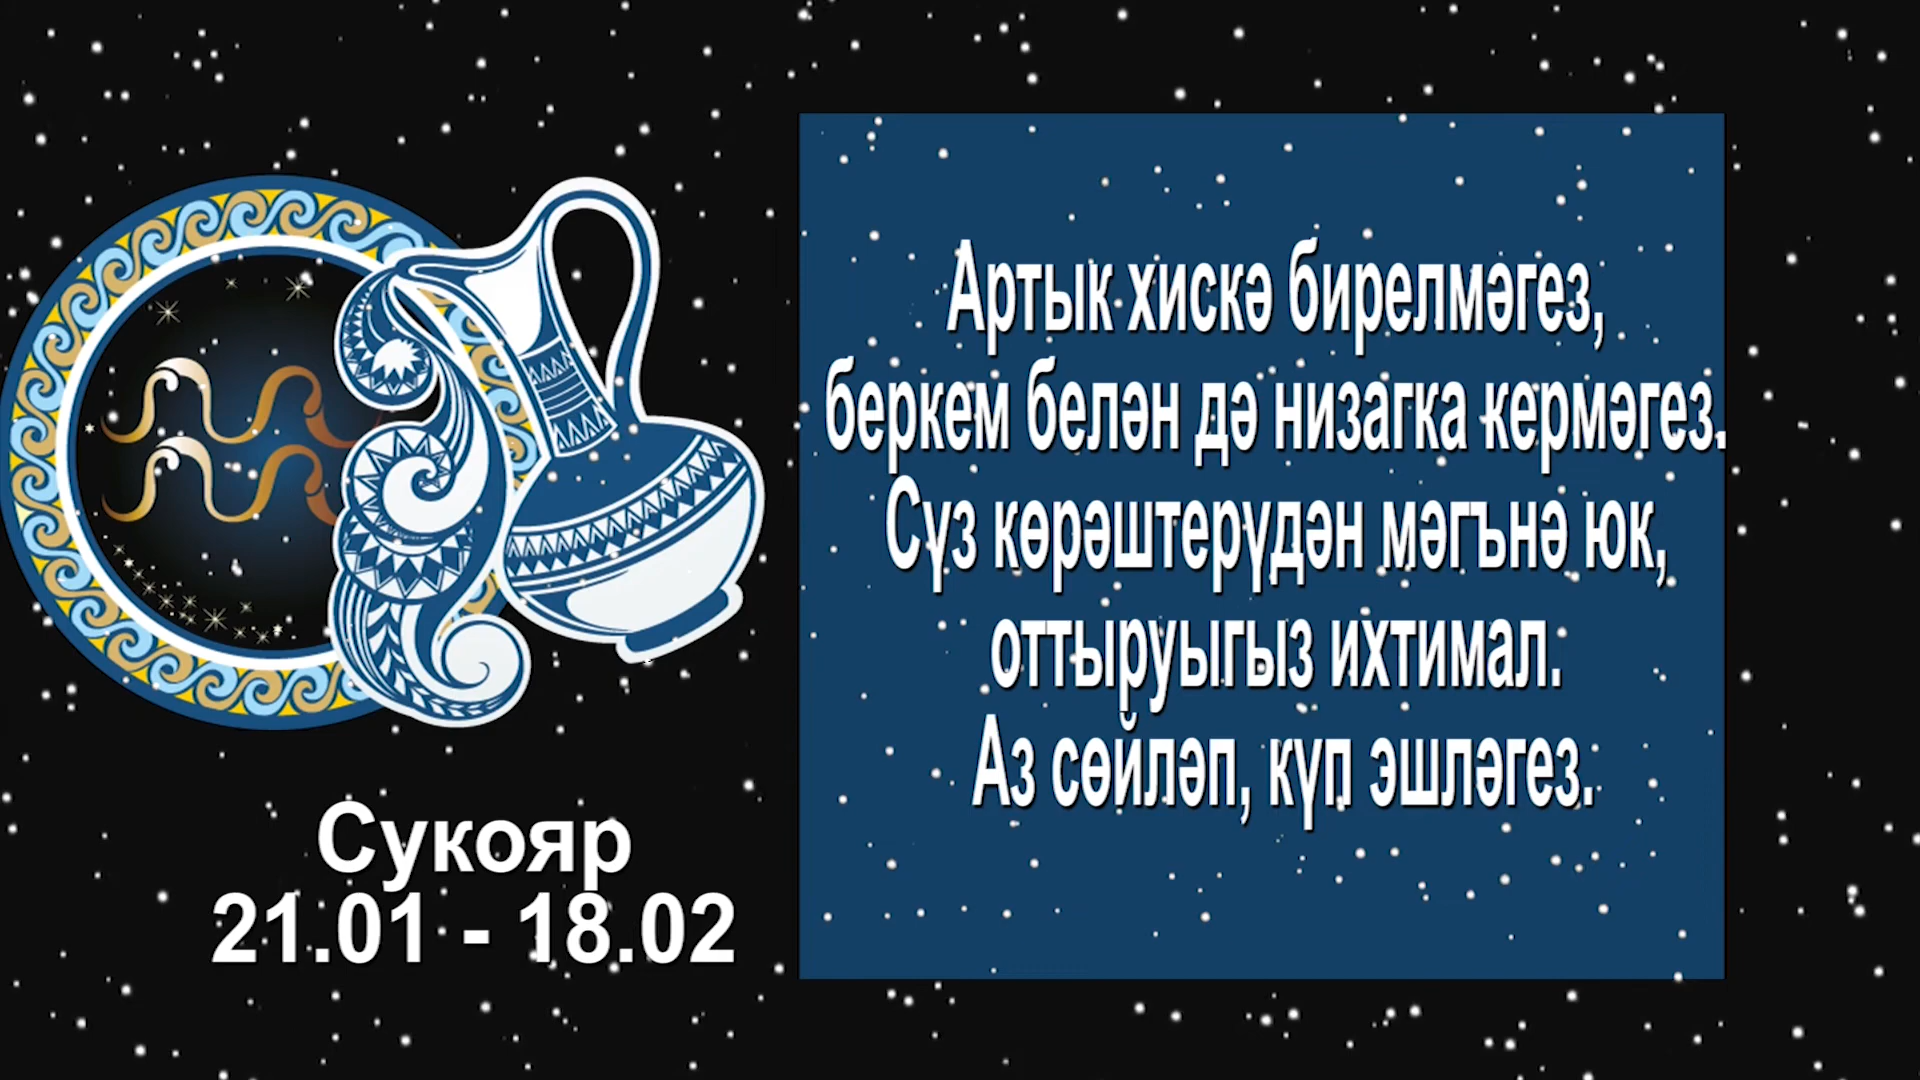 Артык хискә бирелмәгез,
беркем белән дә низагка кермәгез.
Сүз көрәштерүдән мәгънә юк,
оттыруыгыз ихтимал.
Аз сөйләп, күп эшләгез.
Сукояр
21.01 - 18.02